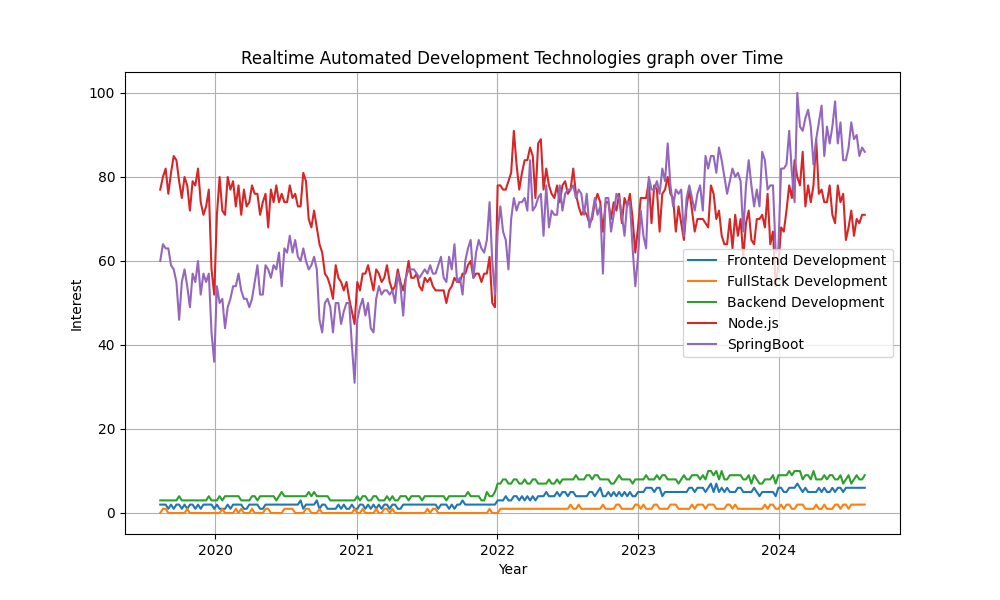 Realtime Automated Development Technologies graph over Time
100
80
60
40
20
0
Interest
Frontend Development
FullStack Development
Backend Development
Node.js
SpringBoot
2020 2021 2022 2023 2024
Year